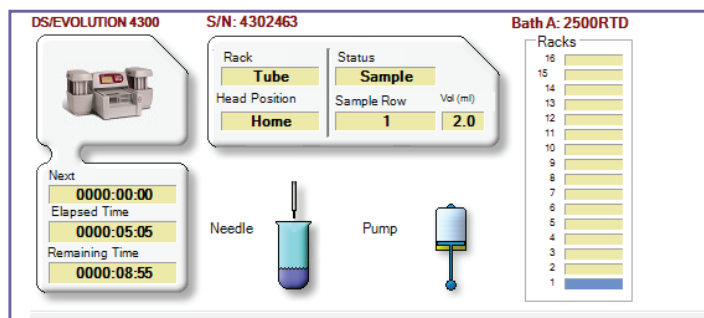 DS/EVOLUTION 4300
S/N: 4302463
Bath A: 2500RTD
Rack
Tube
Status
Sample
Head Position
Home
Sample Row
1
Vol (ml)
2.0
Next
0000:00:00
Elapsed Time
0000:05:05
Remaining Time
0000:08:55
Needle
Pump
Racks
16
15
14
13
12
11
10
9
8
7
6
5
4
3
2
1